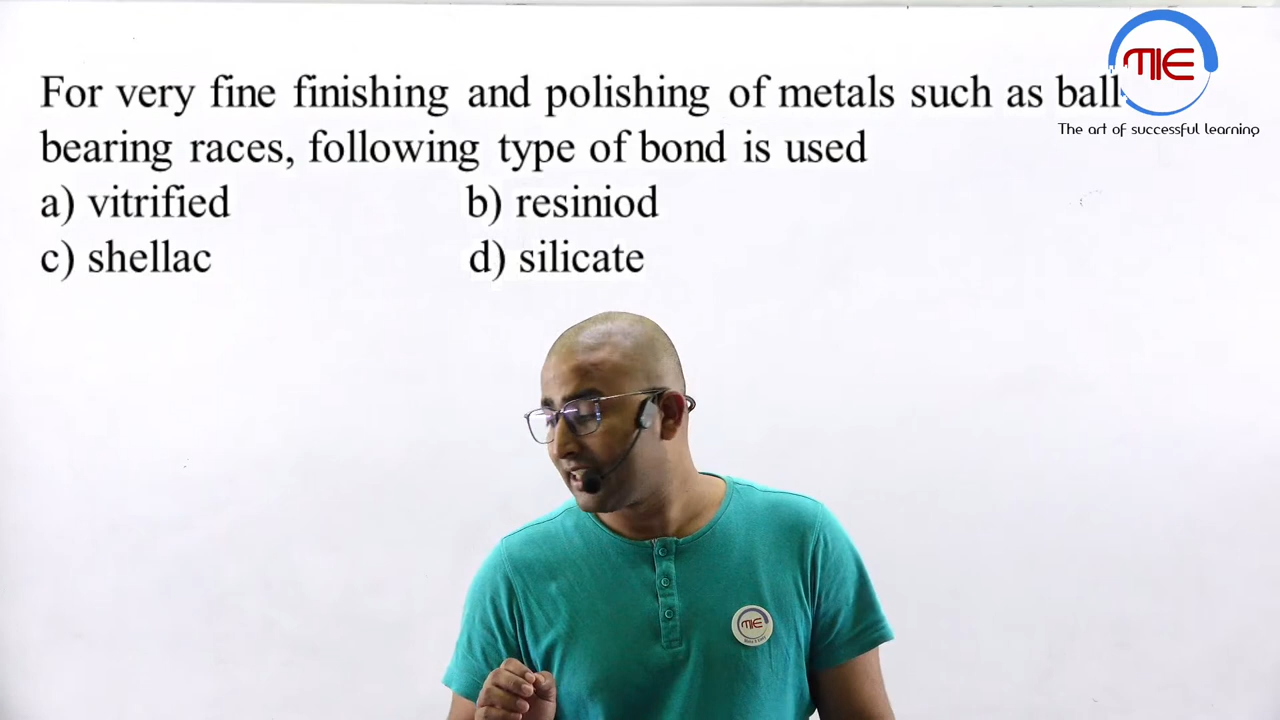 MIE
For very fine finishing and polishing of metals such as ball
The art of successful learning
bearing races, following type of bond is used
a) vitrified b) resiniod
c) shellac d) silicate
MIE